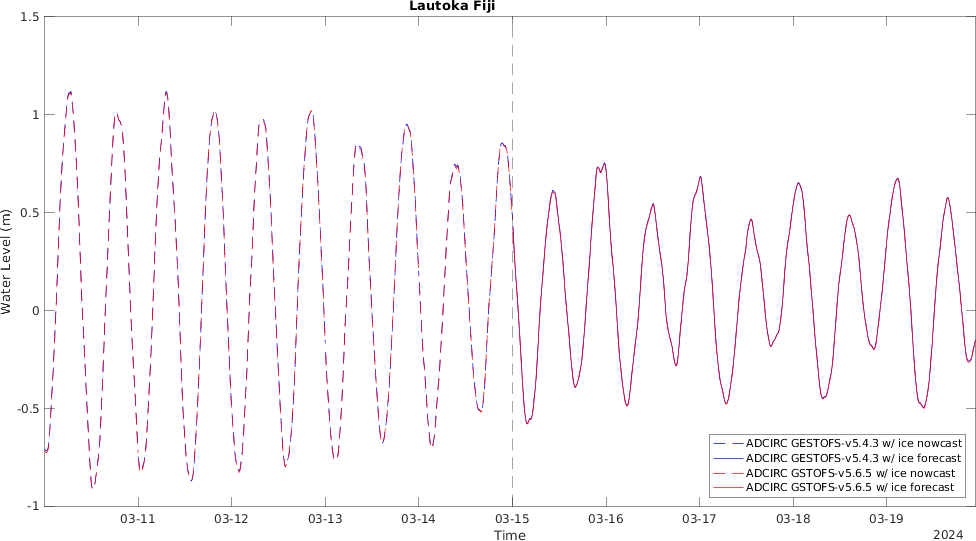 Lautoka Fiji
1.5
1
0.5
0
-0.5
-1
Water Level (m)
03-11 03-12 03-13 03-14 03-15 03-16 03-17 03-18 03-19
Time
2024
ADCIRC GESTOFS-v5.4.3 w/ ice nowcast
ADCIRC GESTOFS-v5.4.3 w/ ice forecast
ADCIRC GSTOFS-v5.6.5 w/ ice nowcast
ADCIRC GSTOFS-v5.6.5 w/ ice forecast